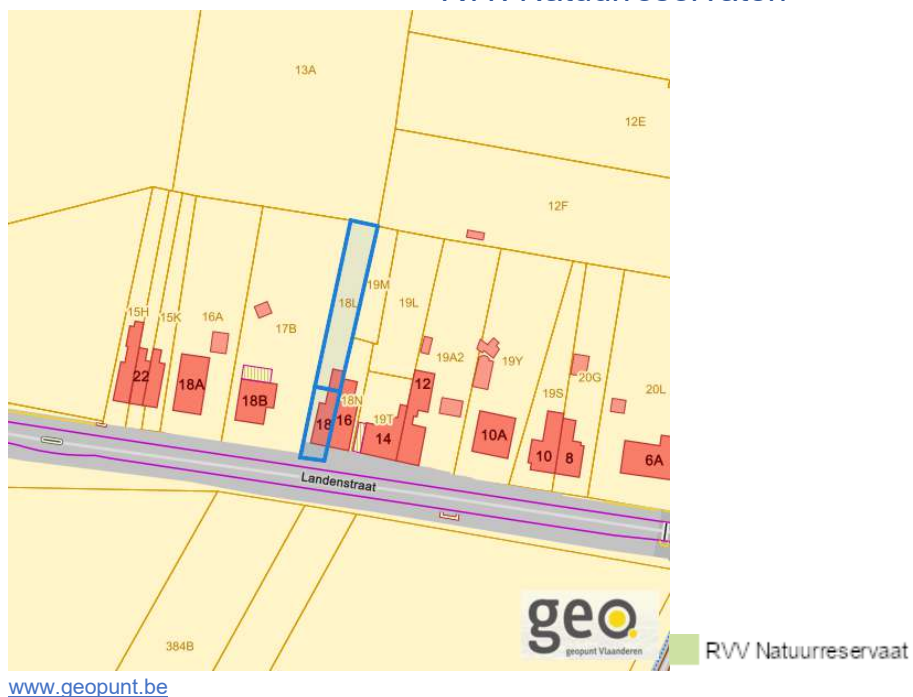 RVV Natuurreservaten
13A
12E
12F
19M
18L
19L
15H
15K
16A
17B
19A2
19Y
19S
20G
20L
22
18A
18B
18
16
18N
19T
14
12
10A
10
8
6A
Landenstraat
384B
geo
geopunt Vlaanderen
RVV Natuurreservaat
www.geopunt.be